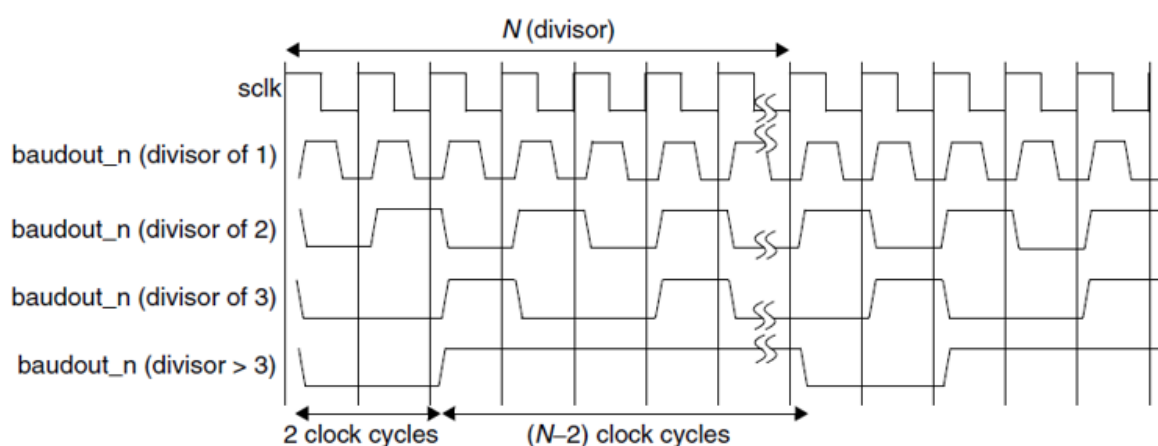 N (divisor)
sclk
baudout_n (divisor of 1)
baudout_n (divisor of 2)
baudout_n (divisor of 3)
baudout_n (divisor > 3)
2 clock cycles
(N–2) clock cycles